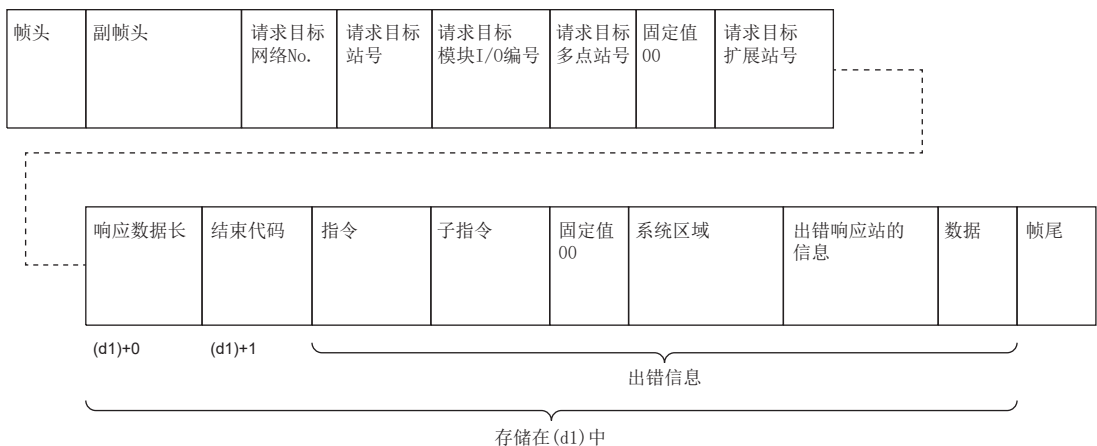 帧头
副帧头
请求目标
网络No.
请求目标
站号
请求目标
模块I/O编号
请求目标
多点站号
固定值
00
请求目标
扩展站号
响应数据长
结束代码
指令
子指令
固定值
00
系统区域
出错响应站的
信息
数据
帧尾
(d1)+0
(d1)+1
出错信息
存储在(d1)中